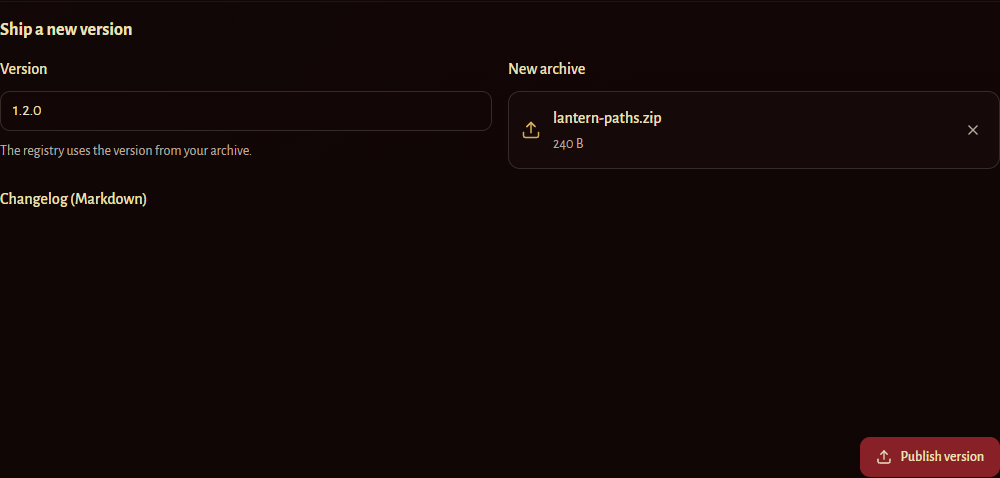 Ship a new version
Version
1.2.0
The registry uses the version from your archive.
New archive
lantern-paths.zip
240 B
Changelog (Markdown)
Publish version